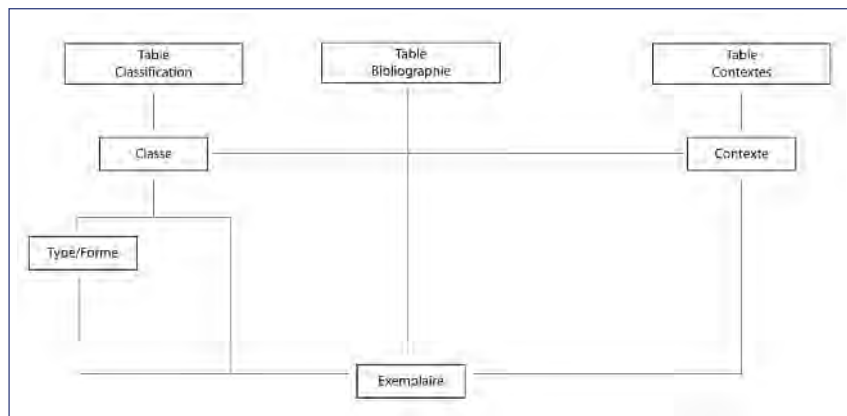 Table
Classification
Table
Bibliographie
Table
Contextes
Classe
Contexte
Type/Forme
Exemplaire